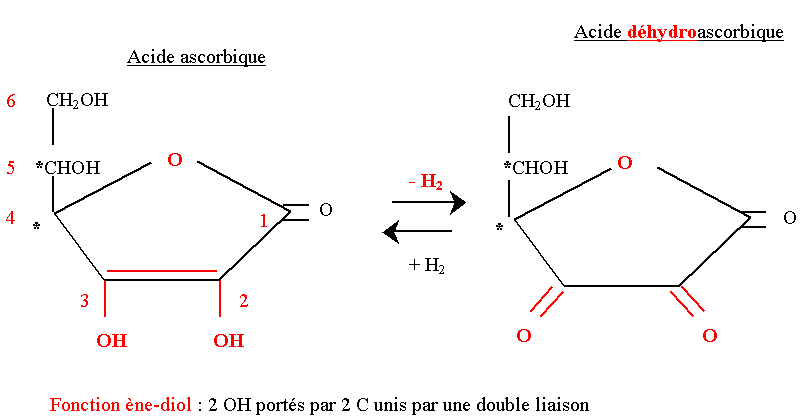 Acide ascorbique
Acide déhydroascorbique
6 CH₂OH
CH₂OH
5 *CHOH
O
*CHOH
O
- H₂
4 *
1
O
*
O
+ H₂
3
2
OH
OH
O
O
Fonction ène-diol : 2 OH portés par 2 C unis par une double liaison